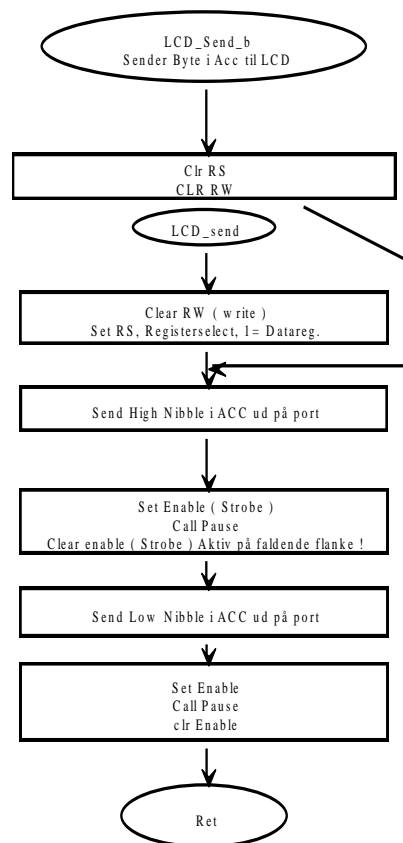 LCD_Send_b
Sender Byte i Acc til LCD
Clr RS
CLR RW
LCD_send
Clear RW ( write )
Set RS, Registerselect, 1= Datareg.
Send High Nibble i ACC ud på port
Set Enable ( Strobe )
Call Pause
Clear enable ( Strobe ) Aktiv på faldende flanke !
Send Low Nibble i ACC ud på port
Set Enable
Call Pause
clr Enable
Ret